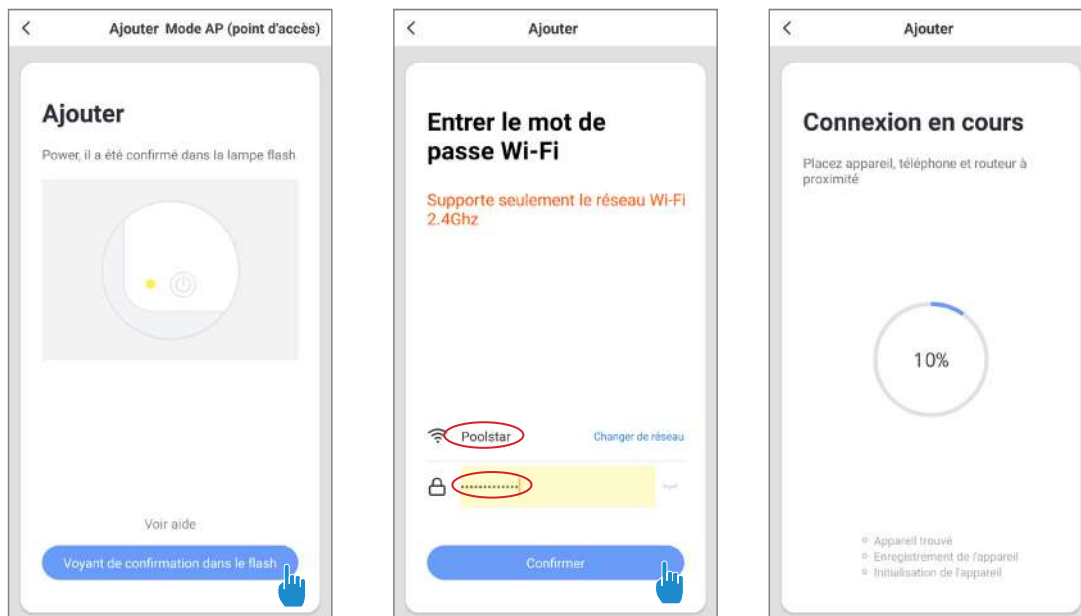 Ajouter Mode AP (point d'accès)
Ajouter
Power, il a été confirmé dans la lampe flash
Voir aide
Voyant de confirmation dans le flash
Ajouter
Entrer le mot de
passe Wi-Fi
Supporte seulement le réseau Wi-Fi
2.4Ghz
Poolstar
Changer de réseau
Confirmer
Ajouter
Connexion en cours
Placez appareil, téléphone et routeur à
proximité
10%
Appareil trouvé
Enregistrement de l'appareil
Initialisation de l'appareil